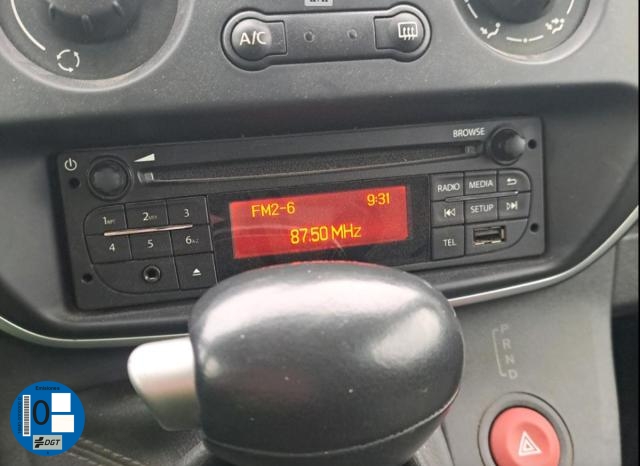 A/C
BROWSE
RADIO MEDIA
1 2 3
FM2-6 9:31
SETUP
4 5 6
87.50 MHz
TEL
P
R
N
D
0
DGT